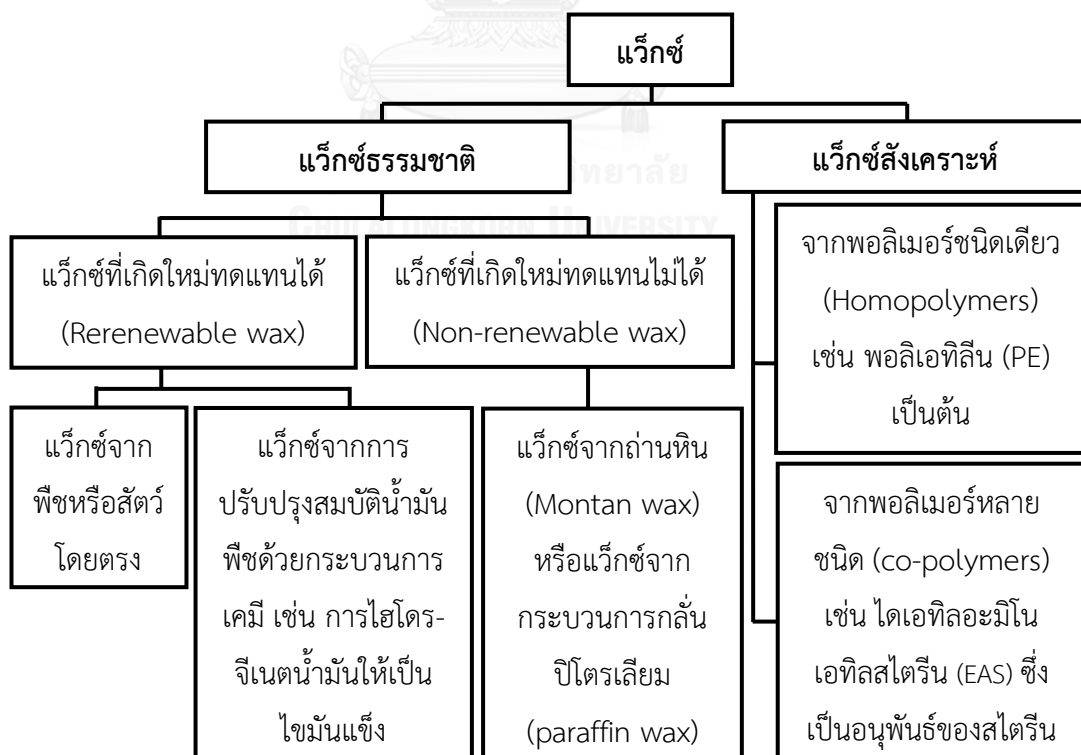 แว็กซ์
แว็กซ์ธรรมชาติ
แว็กซ์สังเคราะห์
ทยาลัย
CHULALONGKORN UNIVERSITY
แว็กซ์ที่เกิดใหม่ทดแทนได้
(Rerenewable wax)
แว็กซ์ที่เกิดใหม่ทดแทนไม่ได้
(Non-renewable wax)
จากพอลิเมอร์ชนิดเดียว
(Homopolymers)
เช่น พอลิเอทิลีน (PE)
เป็นต้น
แว็กซ์จาก
พืชหรือสัตว์
โดยตรง
แว็กซ์จากการ
ปรับปรุงสมบัติน้ำมัน
พืชด้วยกระบวนการ
เคมี เช่น การไฮโดร-
จีเนตน้ำมันให้เป็น
ไขมันแข็ง
แว็กซ์จากถ่านหิน
(Montan wax)
หรือแว็กซ์จาก
กระบวนการกลั่น
ปิโตรเลียม
(paraffin wax)
จากพอลิเมอร์หลาย
ชนิด (co-polymers)
เช่น ไดเอทิลอะมิโน
เอทิลสไตรีน (EAS) ซึ่ง
เป็นอนุพันธ์ของสไตรีน